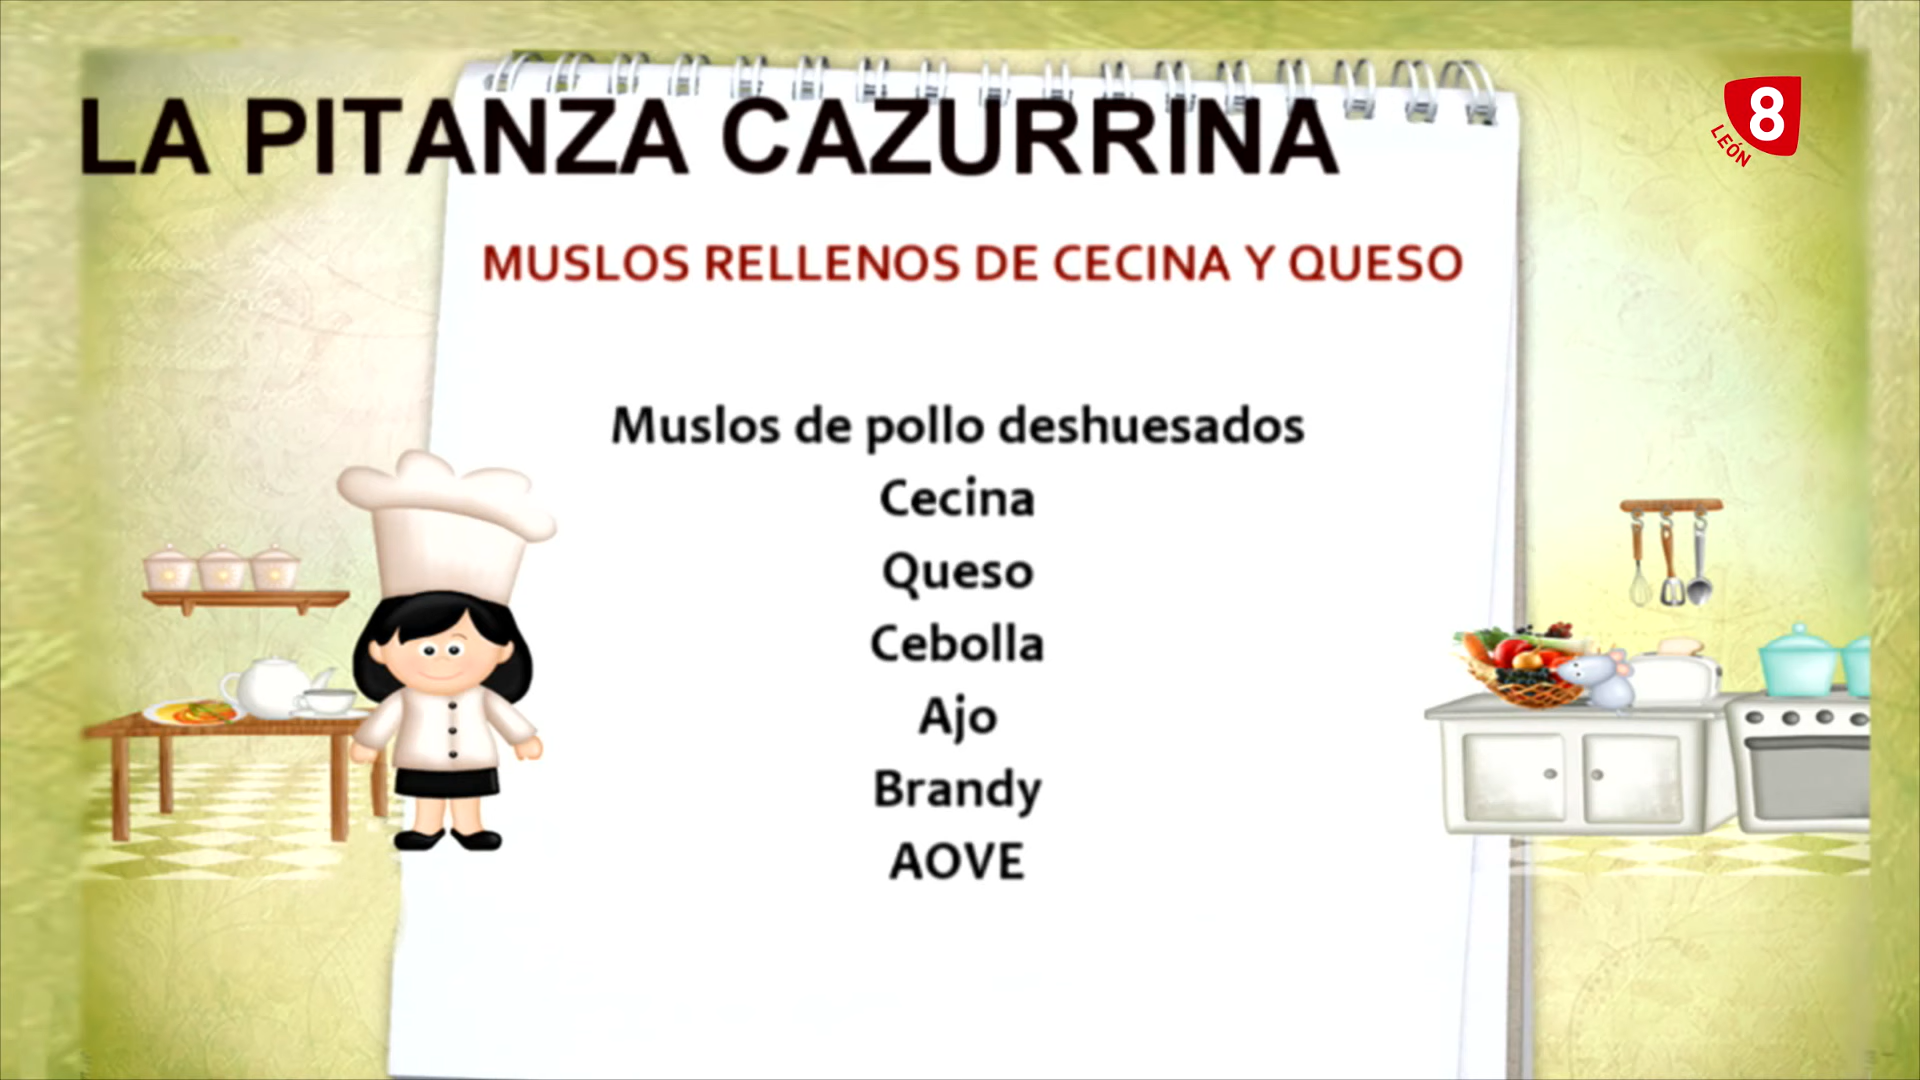 LA PITANZA CAZURRINA
8
LEÓN
MUSLOS RELLENOS DE CECINA Y QUESO
Muslos de pollo deshuesados
Cecina
Queso
Cebolla
Ajo
Brandy
AOVE